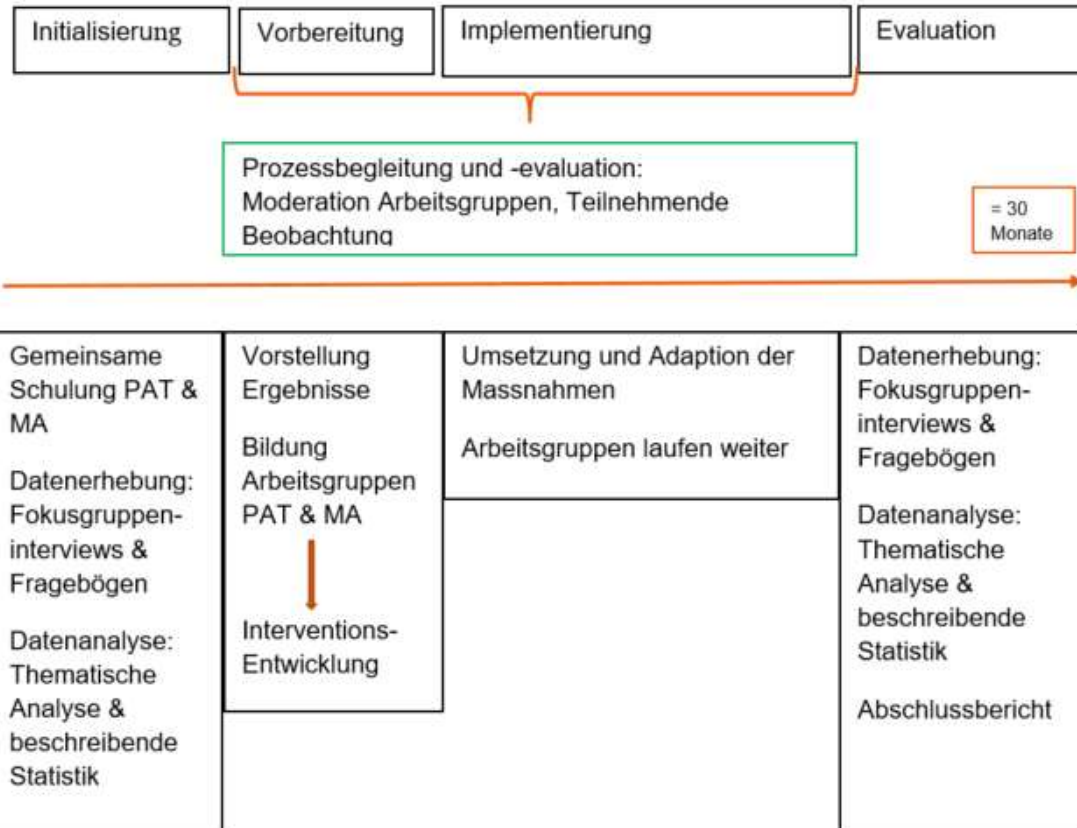 Initialisierung
Vorbereitung
Implementierung
Evaluation
Prozessbegleitung und -evaluation:
Moderation Arbeitsgruppen, Teilnehmende
Beobachtung
= 30
Monate
Gemeinsame
Schulung PAT &
MA
Datenerhebung:
Fokusgruppen-
interviews &
Fragebögen
Datenanalyse:
Thematische
Analyse &
beschreibende
Statistik
Vorstellung
Ergebnisse
Bildung
Arbeitsgruppen
PAT & MA
Interventions-
Entwicklung
Umsetzung und Adaption der
Massnahmen
Arbeitsgruppen laufen weiter
Datenerhebung:
Fokusgruppen-
interviews &
Fragebögen
Datenanalyse:
Thematische
Analyse &
beschreibende
Statistik
Abschlussbericht